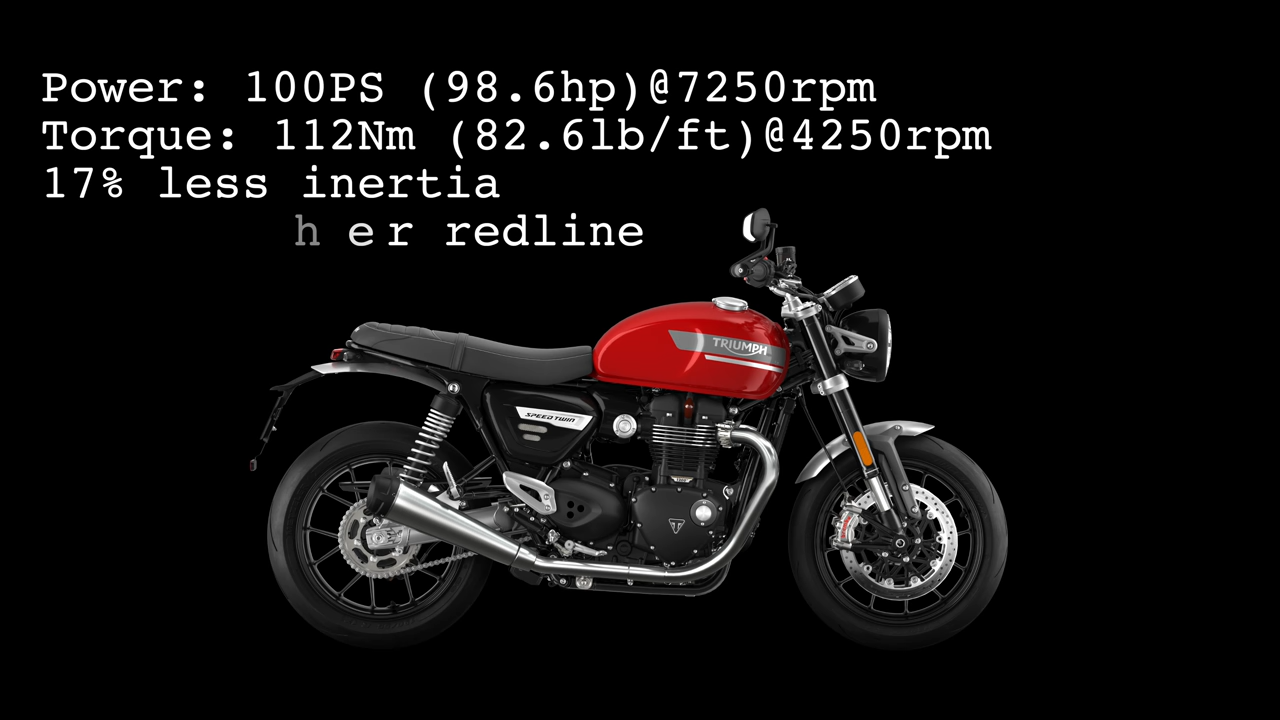 Power: 100PS (98.6hp)@7250rpm
Torque: 112Nm (82.6lb/ft)@4250rpm
17% less inertia
redline
TRIUMPH
SPEED TWIN